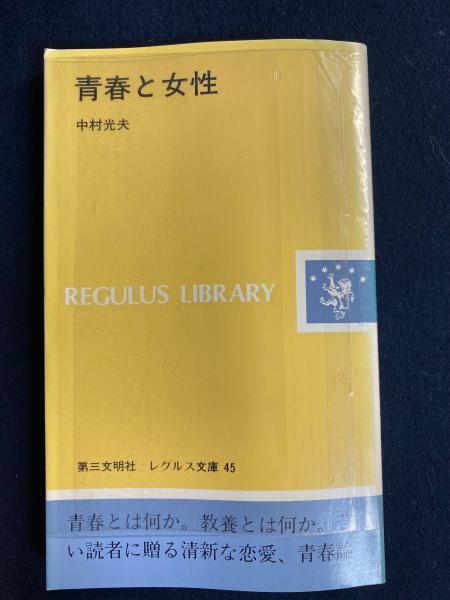 青春と女性
中村光夫
REGULUS LIBRARY
第三文明社 レグルス文庫 45
青春とは何か。教養とは何か。
い読者に贈る清新な恋愛、青春論